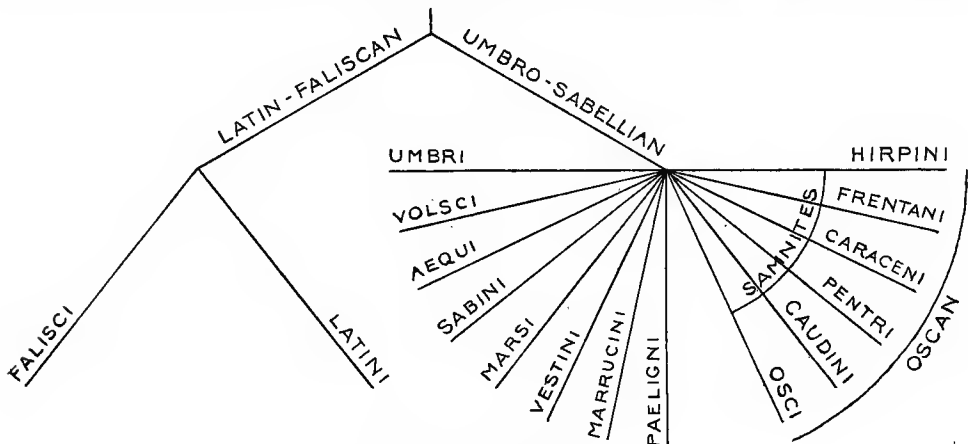 LATIN-FALISCAN
UMBRO-SABELLIAN
UMBRI
HIRPINI
VOLSCI
FRENTANI
AEQUI
SAMNITES
CARACENI
SABINI
PENTRI
OSCAN
MARSI
CAUDINI
FALISCI
LATINI
VESTINI
MARRUCINI
PAELIGNI
OSCI